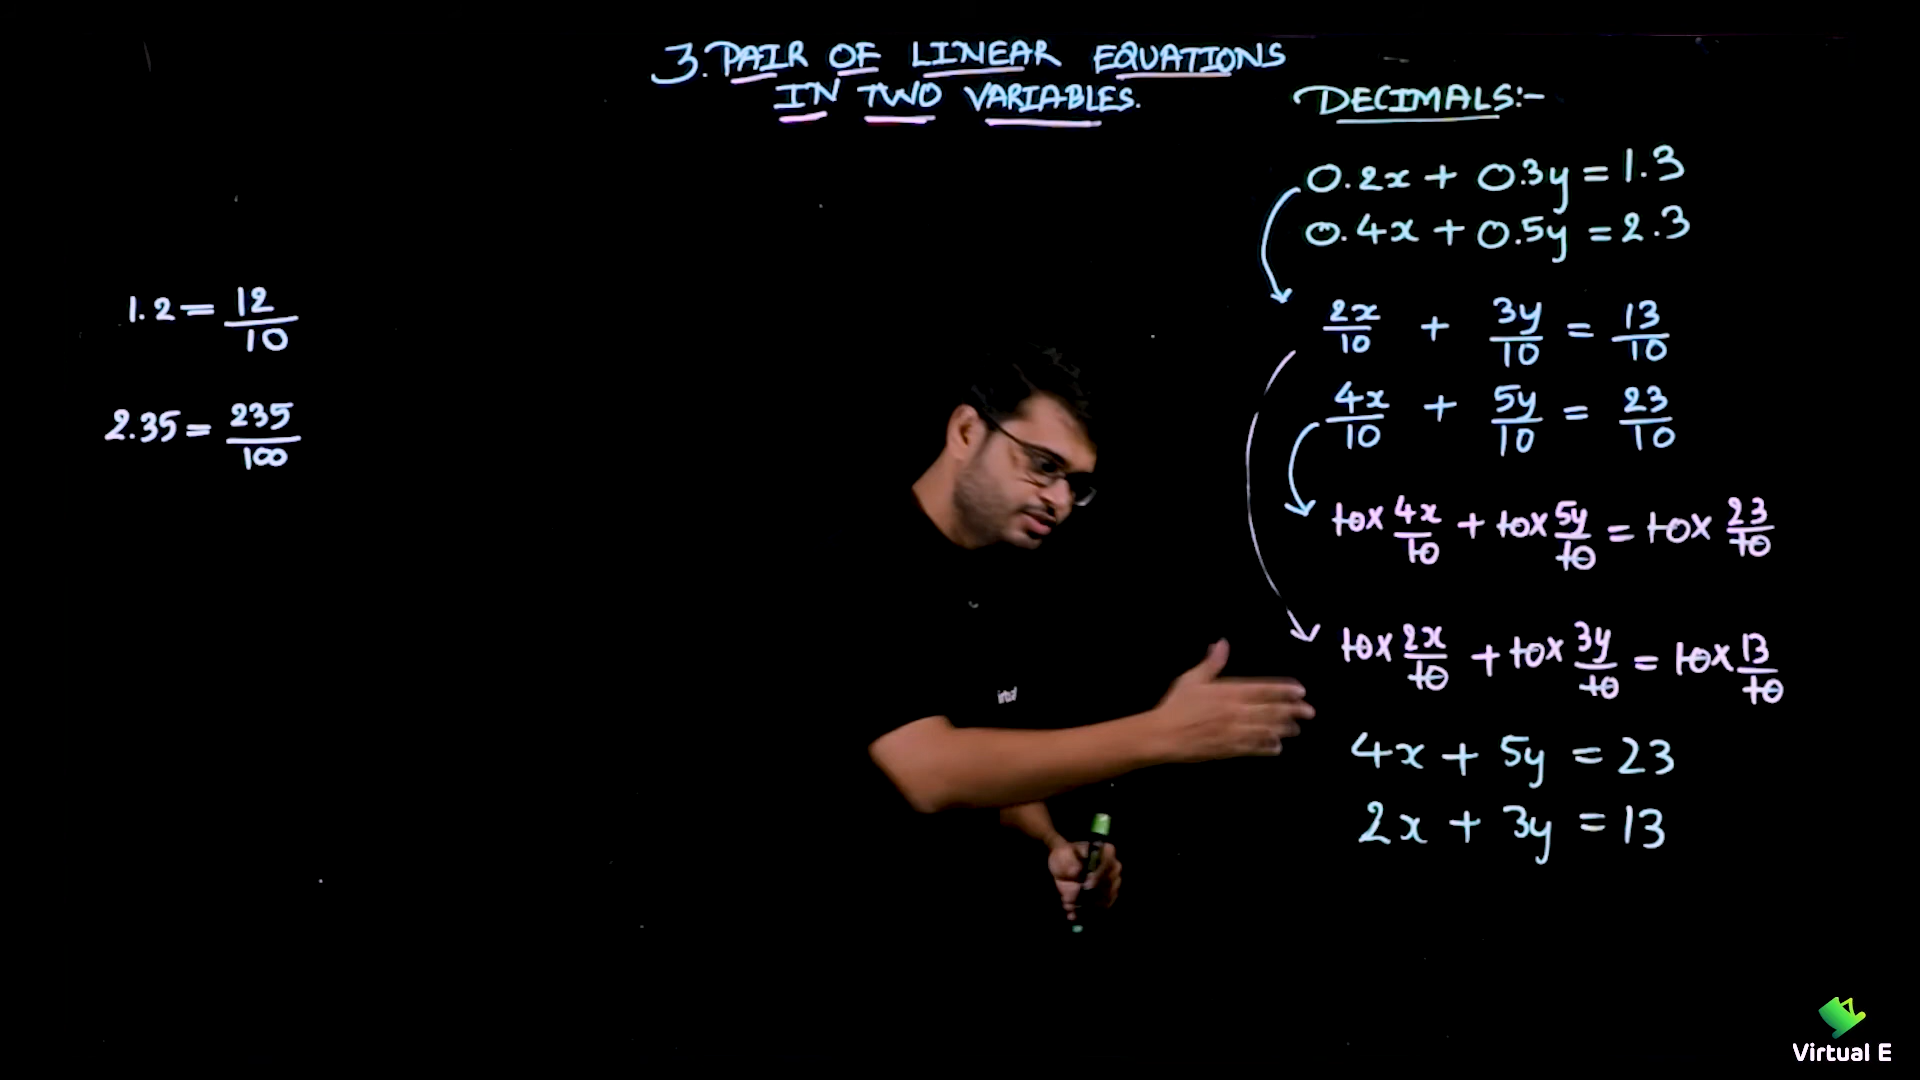 3. PAIR OF LINEAR EQUATIONS
IN TWO VARIABLES.
1.2 = 12/10
2.35 = 235/100
DECIMALS:-
0.2x + 0.3y = 1.3
0.4x + 0.5y = 2.3
2x/10 + 3y/10 = 13/10
4x/10 + 5y/10 = 23/10
10 × 4x/10 + 10 × 5y/10 = 10 × 23/10
10 × 2x/10 + 10 × 3y/10 = 10 × 13/10
4x + 5y = 23
2x + 3y = 13
Virtual E